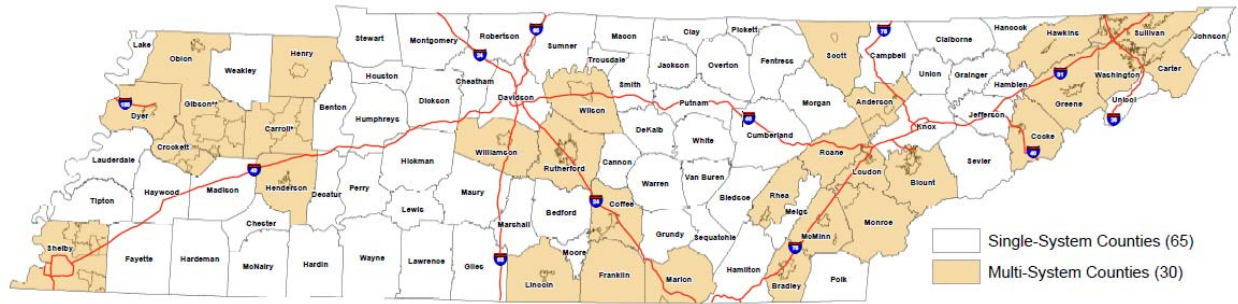 Lake
Obion
Weakley
Henry
Stewart
Montgomery
Robertson
Sumner
Macon
Clay
Pickett
Scott
Campbell
Claiborne
Hancock
Hawkins
Sullivan
Johnson
Trousdale
Jackson
Overton
Fentress
Union
Grainger
Hamblen
Washington
Carter
Houston
Cheatham
Davidson
Wilson
Smith
Putnam
Morgan
Anderson
Jefferson
Greene
Unicoi
Dyer
Gibson**
Benton
Dickson
Humphreys
Carroll*
Crockett
DeKalb
White
Cumberland
Knox
Cooke
Lauderdale
Haywood
Madison
Henderson
Decatur
Perry
Hickman
Williamson
Rutherford
Cannon
Warren
Van Buren
Bledsoe
Roane
Loudon
Blount
Sevier
Tipton
Chester
Lewis
Maury
Marshall
Bedford
Coffee
Rhea
Meigs
Monroe
McMinn
Shelby
Fayette
Hardeman
McNairy
Hardin
Wayne
Lawrence
Giles
Moore
Lincoln
Franklin
Grundy
Sequatchie
Marion
Hamilton
Bradley
Polk
Single-System Counties (65)
Multi-System Counties (30)